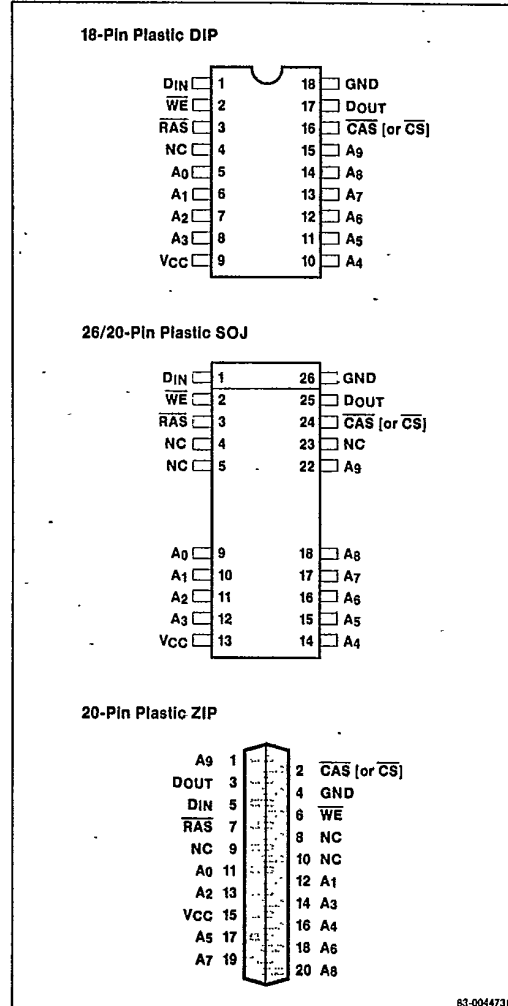 18-Pin Plastic DIP
DIN 1 18 GND
WE 2 17 DOUT
RAS 3 16 CAS [or CS]
NC 4 15 A9
A0 5 14 A8
A1 6 13 A7
A2 7 12 A6
A3 8 11 A5
VCC 9 10 A4
26/20-Pin Plastic SOJ
DIN 1 26 GND
WE 2 25 DOUT
RAS 3 24 CAS [or CS]
NC 4 23 NC
NC 5 22 A9
A0 9 18 A8
A1 10 17 A7
A2 11 16 A6
A3 12 15 A5
VCC 13 14 A4
20-Pin Plastic ZIP
A9 1
2 CAS [or CS]
DOUT 3
4 GND
DIN 5
6 WE
RAS 7
8 NC
NC 9
10 NC
A0 11
12 A1
A2 13
14 A3
VCC 15
16 A4
A5 17
18 A6
A7 19
20 A8